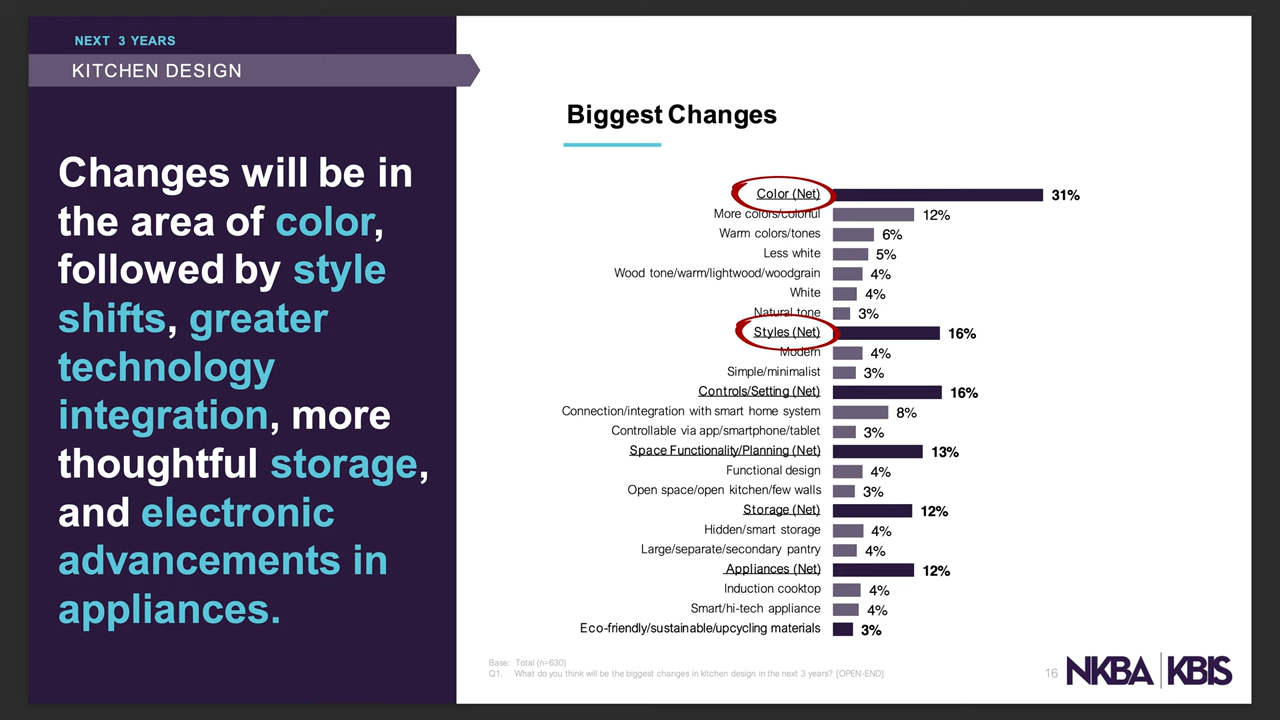 NEXT 3 YEARS
KITCHEN DESIGN
Changes will be in
the area of color,
followed by style
shifts, greater
technology
integration, more
thoughtful storage,
and electronic
advancements in
appliances.
Biggest Changes
Color (Net) 31%
More colors/colorful 12%
Warm colors/tones 6%
Less white 5%
Wood tone/warm/lightwood/woodgrain 4%
White 4%
Natural tone 3%
Styles (Net) 16%
Modern 4%
Simple/minimalist 3%
Controls/Setting (Net) 16%
Connection/integration with smart home system 8%
Controllable via app/smartphone/tablet 3%
Space Functionality/Planning (Net) 13%
Functional design 4%
Open space/open kitchen/few walls 3%
Storage (Net) 12%
Hidden/smart storage 4%
Large/separate/secondary pantry 4%
Appliances (Net) 12%
Induction cooktop 4%
Smart/hi-tech appliance 4%
Eco-friendly/sustainable/upcycling materials 3%
Base: Total (n=630)
Q1. What do you think will be the biggest changes in kitchen design in the next 3 years? [OPEN-END]
16
NKBA | KBIS